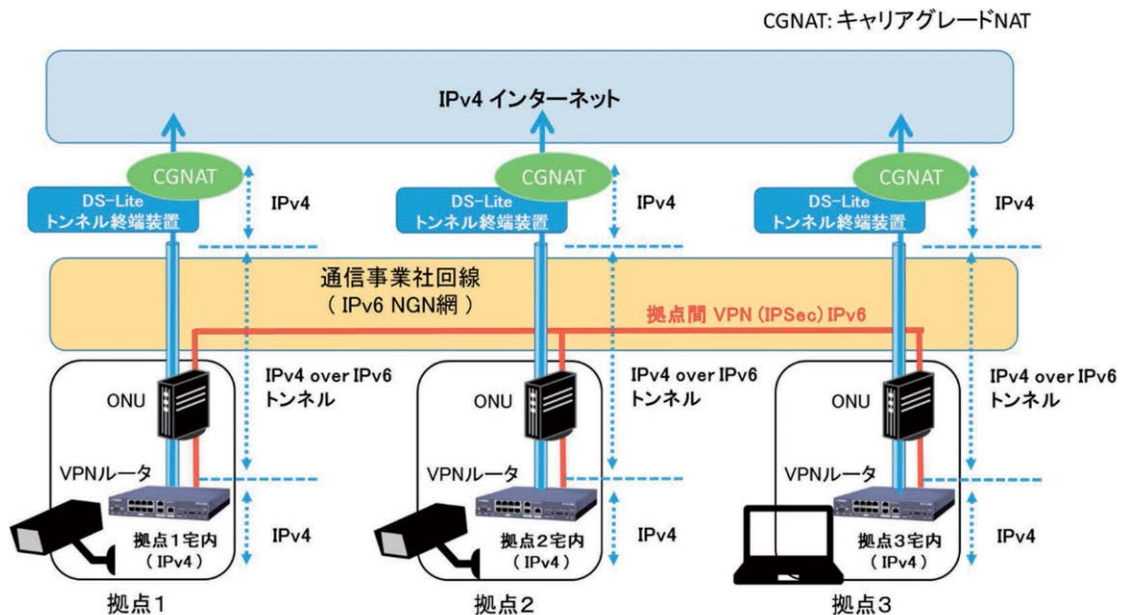 CGNAT: キャリアグレードNAT
IPv4 インターネット
CGNAT
DS-Lite
トンネル終端装置
IPv4
CGNAT
DS-Lite
トンネル終端装置
IPv4
CGNAT
DS-Lite
トンネル終端装置
IPv4
通信事業社回線
( IPv6 NGN網 )
拠点間 VPN (IPSec) IPv6
ONU
IPv4 over IPv6
トンネル
ONU
IPv4 over IPv6
トンネル
ONU
IPv4 over IPv6
トンネル
VPNルータ
拠点1宅内
( IPv4 )
IPv4
VPNルータ
拠点2宅内
( IPv4 )
IPv4
VPNルータ
拠点3宅内
( IPv4 )
IPv4
拠点1
拠点2
拠点3